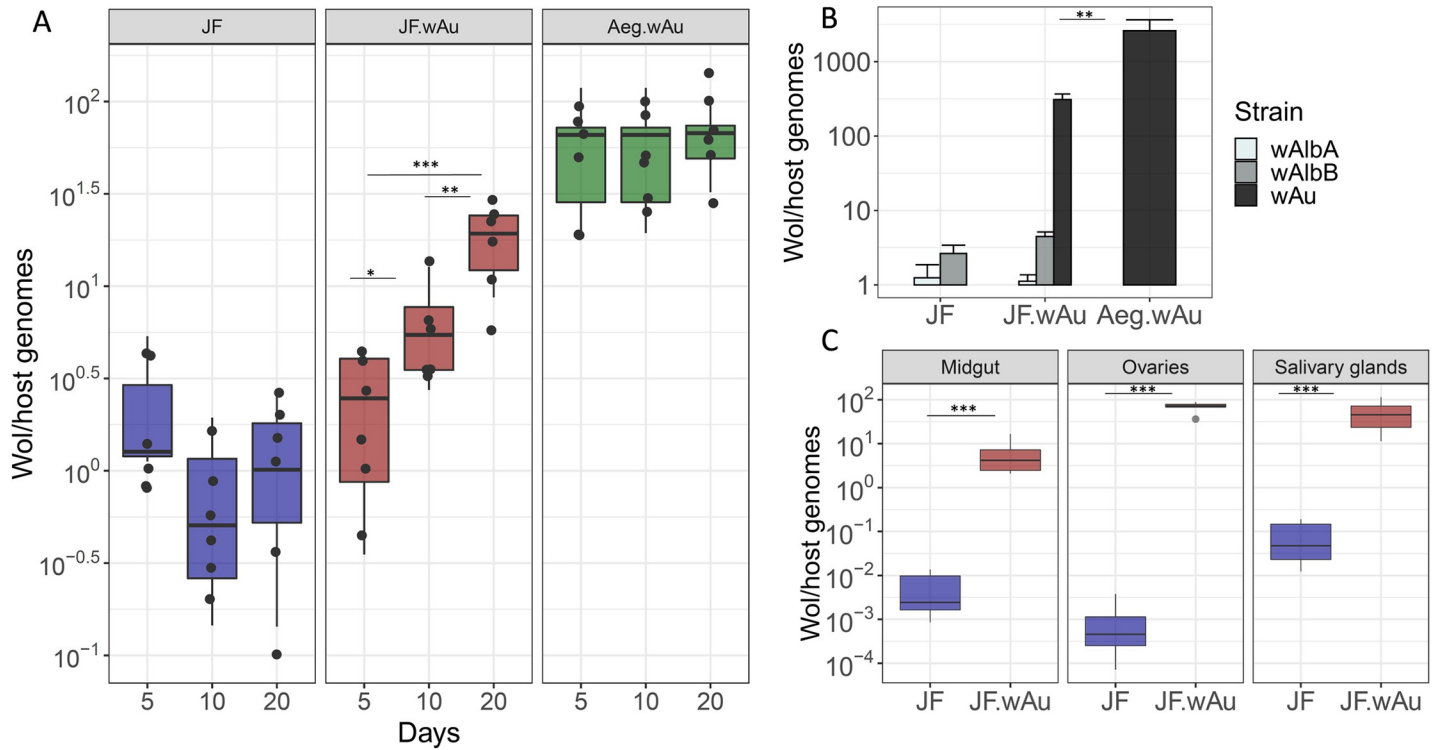 A
JF
JF.wAu
Aeg.wAu
Wol/host genomes
10^2
10^1.5
10^1
10^0.5
10^0
10^−0.5
10^−1
***
**
*
5 10 20
5 10 20
5 10 20
Days
B
Wol/host genomes
1000
100
10
1
**
JF JF.wAu Aeg.wAu
Strain
wAlbA
wAlbB
wAu
C
Midgut
Ovaries
Salivary glands
Wol/host genomes
10^2
10^1
10^0
10^−1
10^−2
10^−3
10^−4
***
***
***
JF JF.wAu
JF JF.wAu
JF JF.wAu